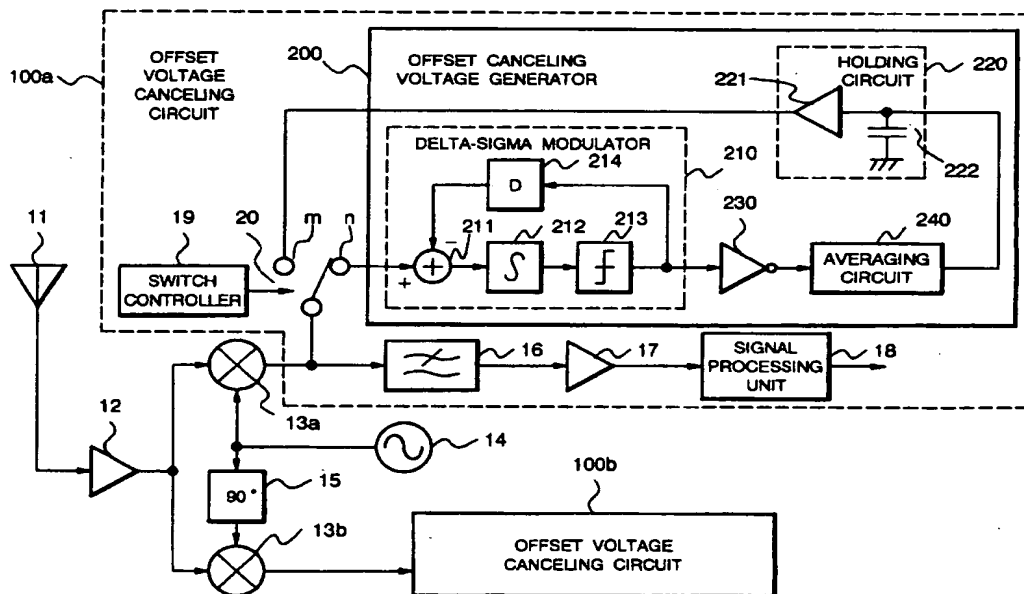 100a
OFFSET
VOLTAGE
CANCELING
CIRCUIT
200
OFFSET CANCELING
VOLTAGE GENERATOR
221
HOLDING
CIRCUIT
220
222
DELTA-SIGMA MODULATOR
214
210
D
11
19
SWITCH
CONTROLLER
20
m
n
211
212
213
−
+
+
∫
230
240
AVERAGING
CIRCUIT
16
17
SIGNAL
PROCESSING
UNIT
18
12
13a
14
90°
15
13b
100b
OFFSET VOLTAGE
CANCELING CIRCUIT